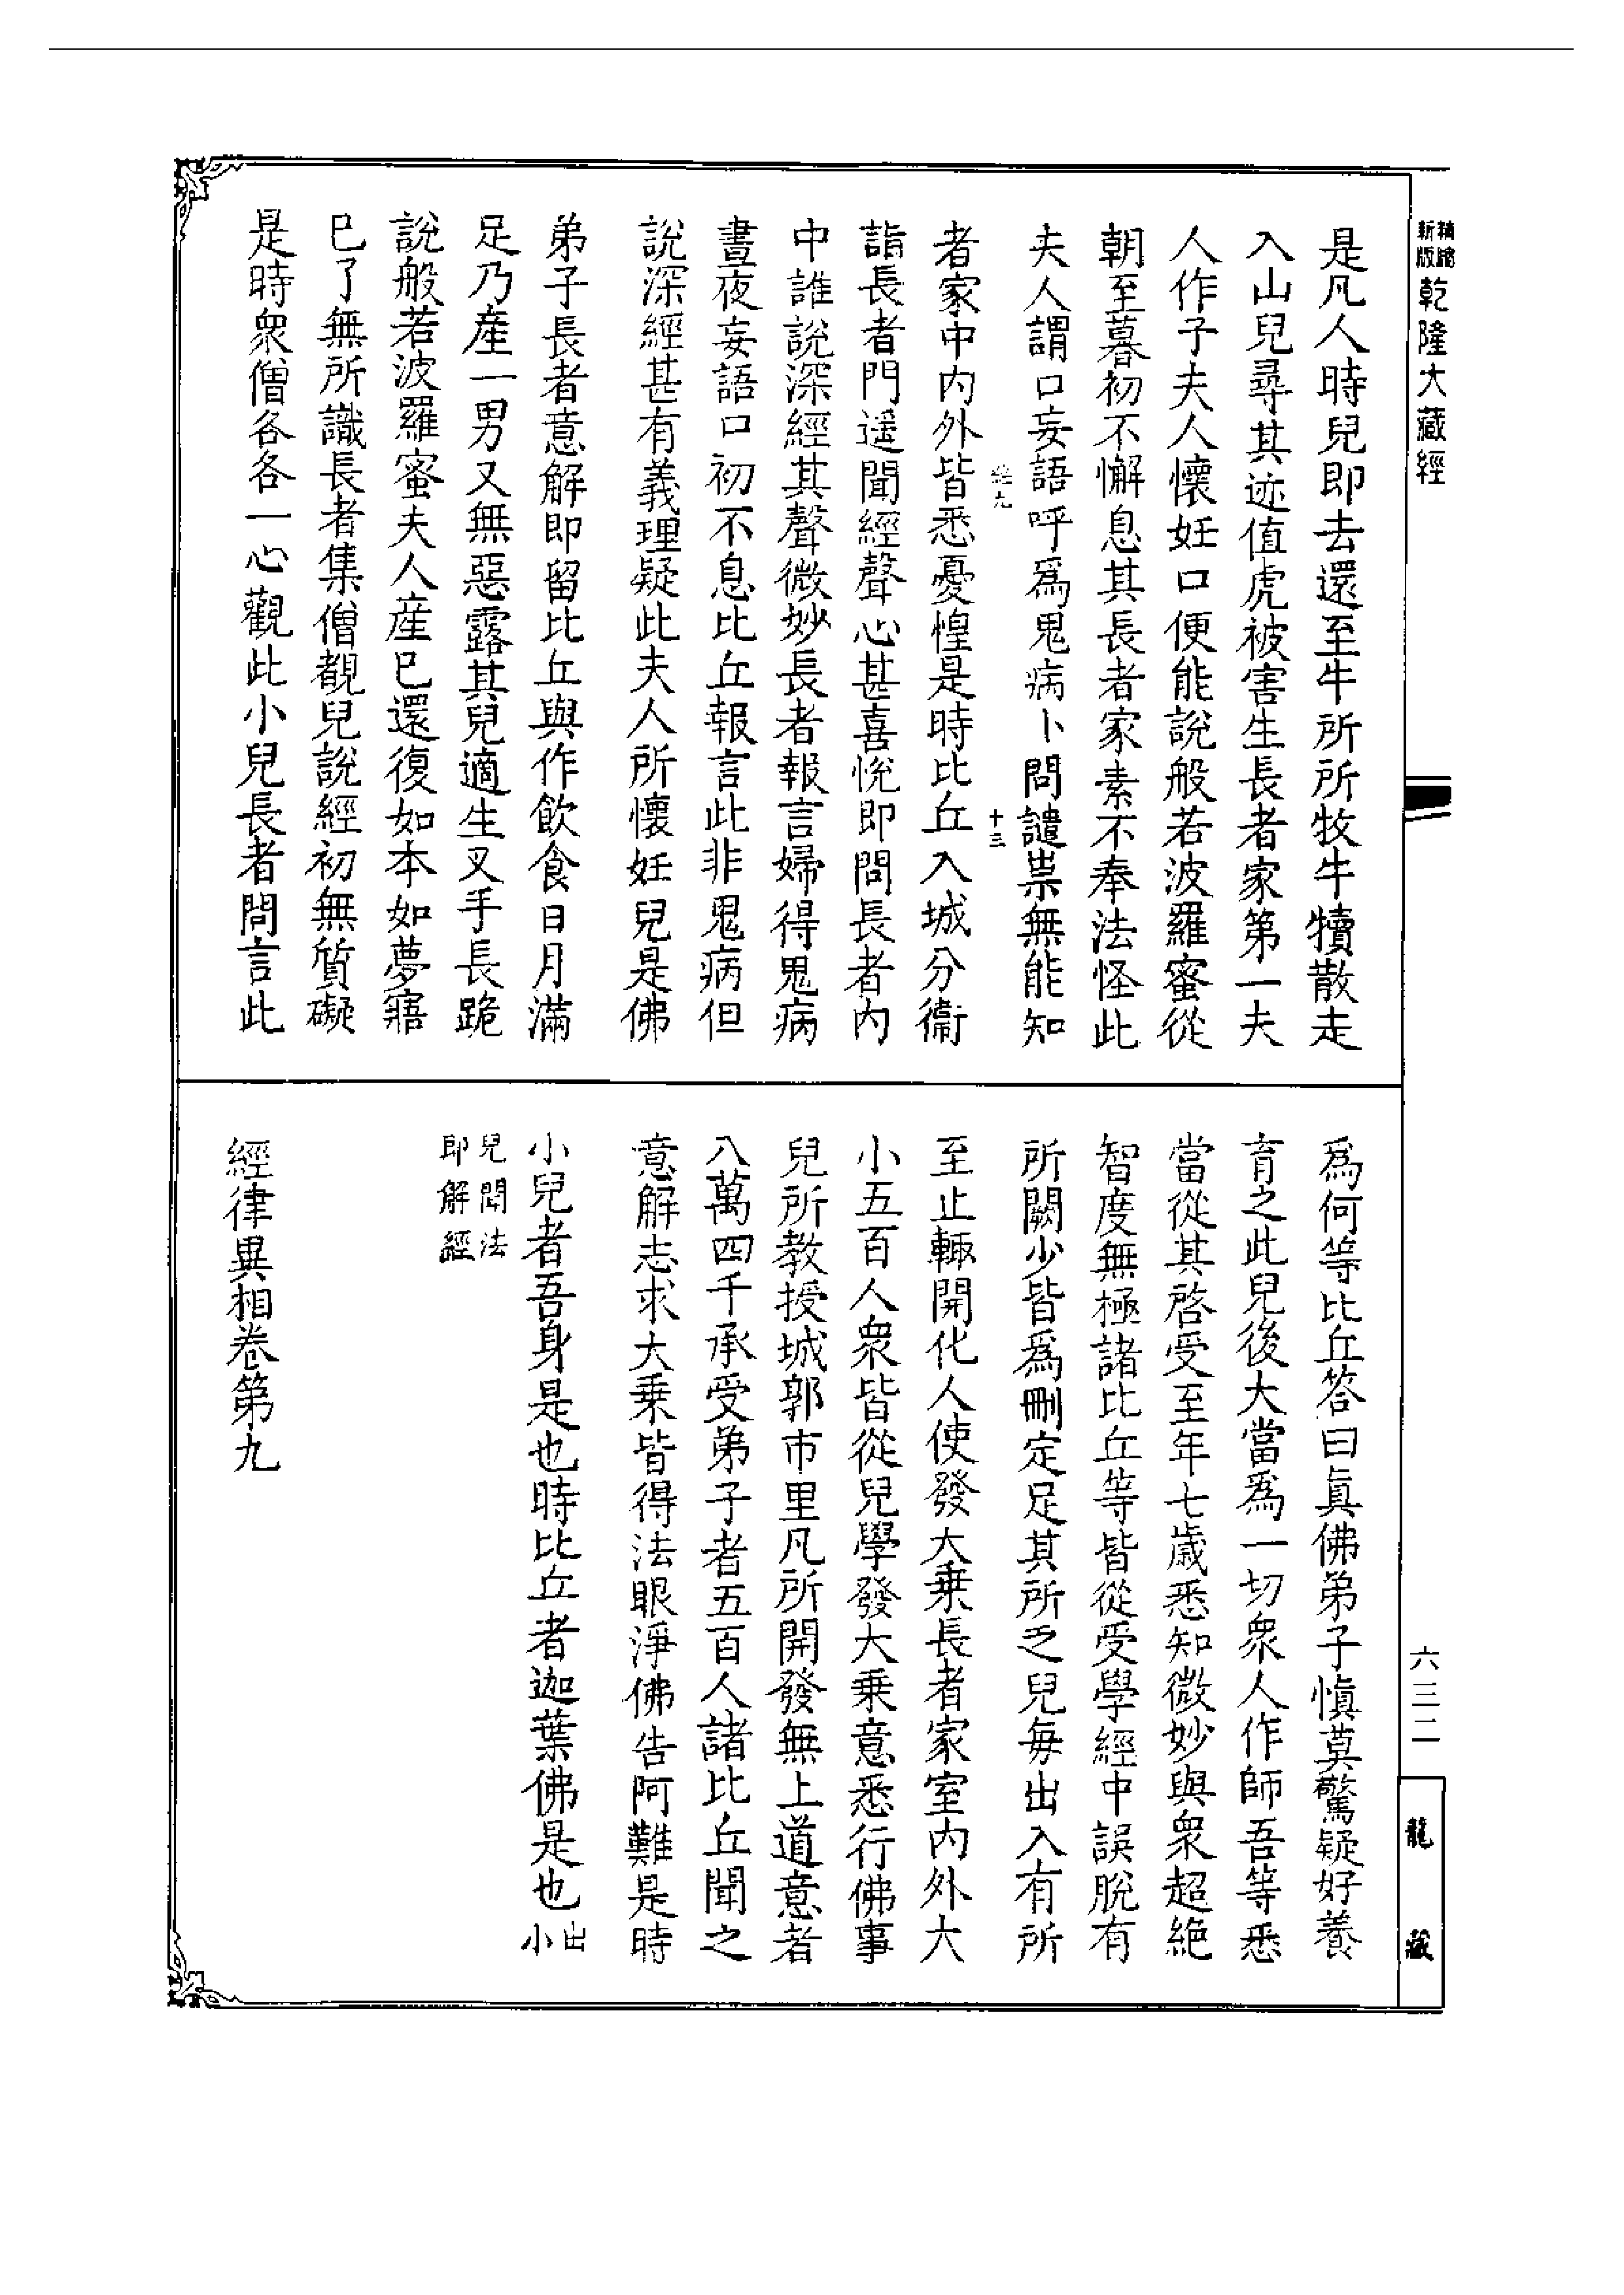 精縮新版乾隆大藏經
是凡人時兒即去還至牛所所牧牛犢散走
入山兒尋其迹值虎被害生長者家第一夫
人作子夫人懷妊口便能說般若波羅蜜從
朝至暮初不懈息其長者家素不奉法怪此
夫人謂口妄語呼爲鬼病卜問譴祟無能知
卷九 十三
者家中內外皆悉憂惶是時比丘入城分衞
詣長者門遥聞經聲心甚喜悅即問長者内
中誰說深經其聲微妙長者報言婦得鬼病
晝夜妄語口初不息比丘報言此非鬼病但
說深經甚有義理疑此夫人所懷妊兒是佛
弟子長者意解即留比丘與作飲食日月滿
足乃產一男又無惡露其兒適生叉手長跪
說般若波羅蜜夫人産已還復如本如夢寤
已了無所識長者集僧覩兒說經初無質礙
是時衆僧各各一心觀此小兒長者問言此
爲何等比丘答曰眞佛弟子愼莫驚疑好養
育之此兒後大當爲一切衆人作師吾等悉
當從其啓受至年七歲悉知微妙與衆超絶
智度無極諸比丘等皆從受學經中誤脫有
所闕少皆爲刪定足其所乏兒每出入有所
至止輙開化人使發大乗長者家室内外大
小五百人衆皆從兒學發大乗意悉行佛事
兒所教授城郭市里凡所開發無上道意者
八萬四千承受弟子者五百人諸比丘聞之
意解志求大乗皆得法眼淨佛告阿難是時
小兒者吾身是也時比丘者迦葉佛是也出小
兒聞法
即解經
經律異相卷第九
六三二
龍藏